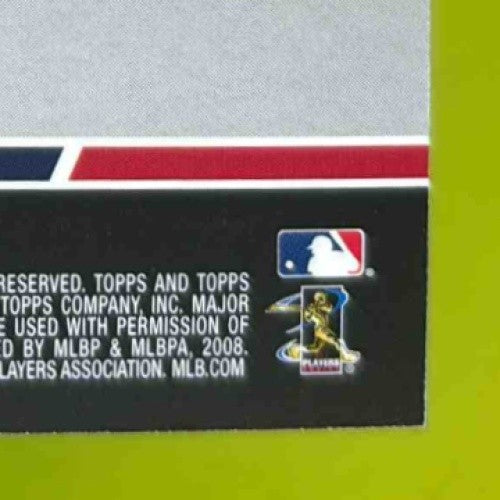 RESERVED. TOPPS AND TOPPS
TOPPS COMPANY, INC. MAJOR
E USED WITH PERMISSION OF
ED BY MLBP & MLBPA, 2008.
LAYERS ASSOCIATION. MLB.COM
PLAYERS